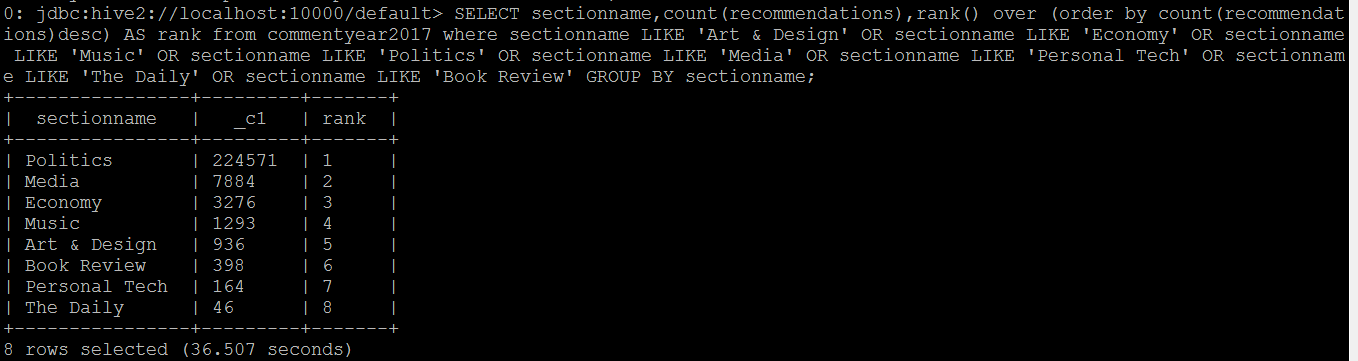 0: jdbc:hive2://localhost:10000/default> SELECT sectionname,count(recommendations),rank() over (order by count(recommendat
ions)desc) AS rank from commentyear2017 where sectionname LIKE 'Art & Design' OR sectionname LIKE 'Economy' OR sectionname
 LIKE 'Music' OR sectionname LIKE 'Politics' OR sectionname LIKE 'Media' OR sectionname LIKE 'Personal Tech' OR sectionnam
e LIKE 'The Daily' OR sectionname LIKE 'Book Review' GROUP BY sectionname;
+----------------+---------+-------+
|  sectionname   |   _c1   | rank  |
+----------------+---------+-------+
| Politics       | 224571  | 1     |
| Media          | 7884    | 2     |
| Economy        | 3276    | 3     |
| Music          | 1293    | 4     |
| Art & Design   | 936     | 5     |
| Book Review    | 398     | 6     |
| Personal Tech  | 164     | 7     |
| The Daily      | 46      | 8     |
+----------------+---------+-------+
8 rows selected (36.507 seconds)